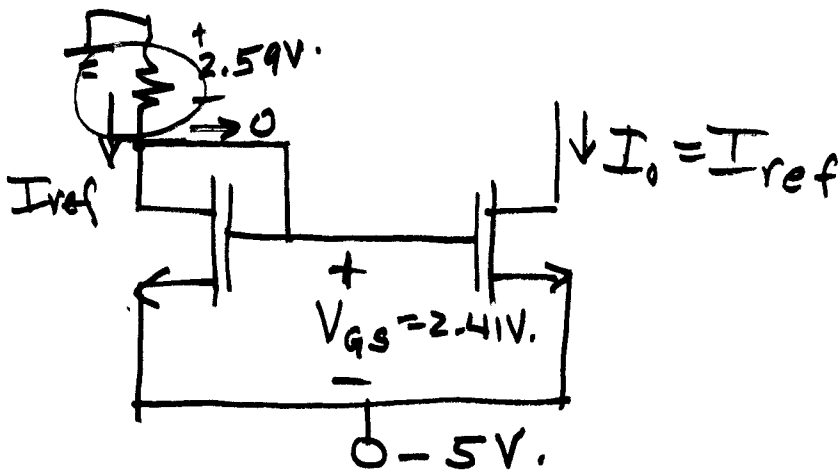 +
2.59V.
−
→ 0
Iref
↓ I₀ = Iref
+
VGS = 2.41V.
−
−5V.